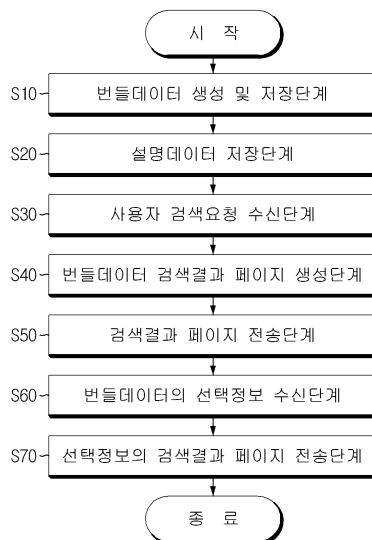 시 작
S10 번들데이터 생성 및 저장단계
S20 설명데이터 저장단계
S30 사용자 검색요청 수신단계
S40 번들데이터 검색결과 페이지 생성단계
S50 검색결과 페이지 전송단계
S60 번들데이터의 선택정보 수신단계
S70 선택정보의 검색결과 페이지 전송단계
종 료